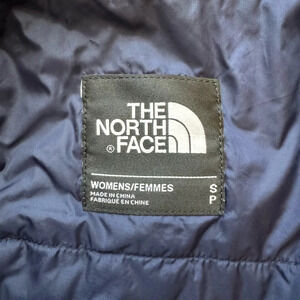 THE
NORTH
® FACE
WOMENS/FEMMES S
MADE IN CHINA
FABRIQUÉ EN CHINE P